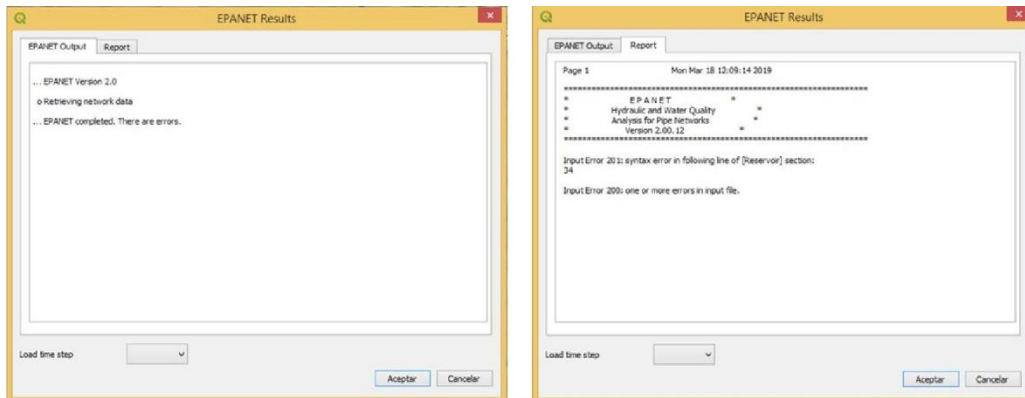 EPANET Results
EPANET Output Report
... EPANET Version 2.0
o Retrieving network data
... EPANET completed. There are errors.
Load time step
Aceptar Cancelar
EPANET Results
EPANET Output Report
Page 1 Mon Mar 18 12:09:14 2019
******************************************************************
* E P A N E T *
* Hydraulic and Water Quality *
* Analysis for Pipe Networks *
* Version 2.00.12 *
******************************************************************
Input Error 201: syntax error in following line of [Reservoir] section:
34
Input Error 200: one or more errors in input file.
Load time step
Aceptar Cancelar